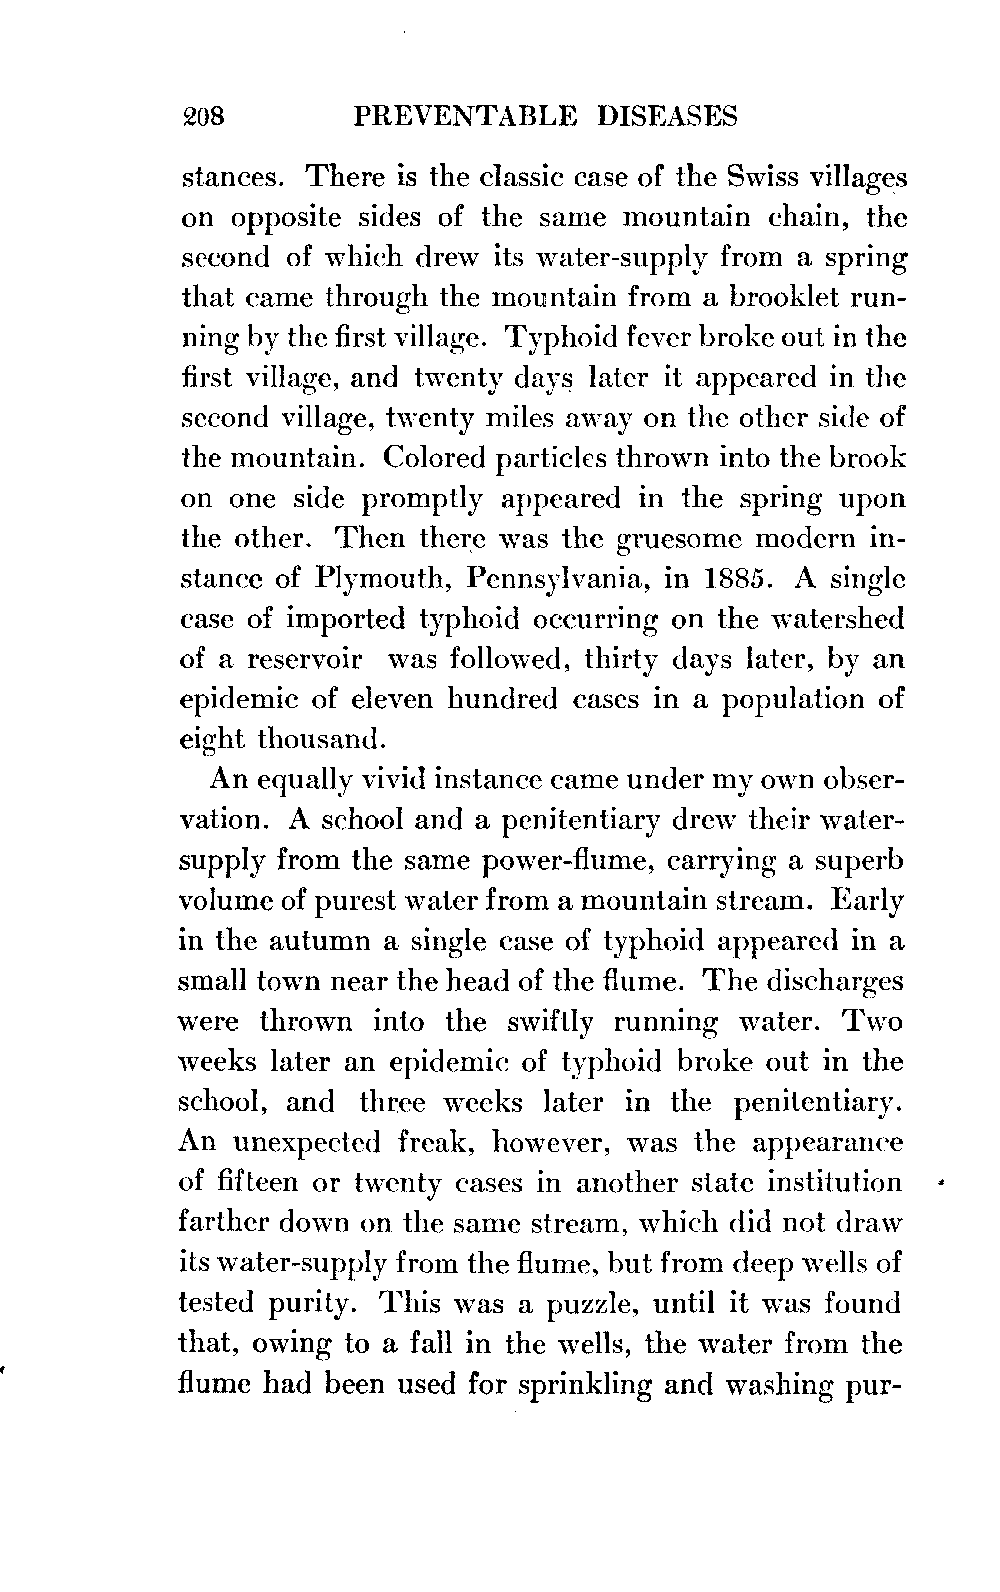 208 PREVENTABLE DISEASES
stances. There is the classic case of the Swiss villages
on opposite sides of the same mountain chain, the
second of which drew its water-supply from a spring
that came through the mountain from a brooklet run-
ning by the first village. Typhoid fever broke out in the
first village, and twenty days later it appeared in the
second village, twenty miles away on the other side of
the mountain. Colored particles thrown into the brook
on one side promptly appeared in the spring upon
the other. Then there was the gruesome modern in-
stance of Plymouth, Pennsylvania, in 1885. A single
case of imported typhoid occurring on the watershed
of a reservoir was followed, thirty days later, by an
epidemic of eleven hundred cases in a population of
eight thousand.
An equally vivid instance came under my own obser-
vation. A school and a penitentiary drew their water-
supply from the same power-flume, carrying a superb
volume of purest water from a mountain stream. Early
in the autumn a single case of typhoid appeared in a
small town near the head of the flume. The discharges
were thrown into the swiftly running water. Two
weeks later an epidemic of typhoid broke out in the
school, and three weeks later in the penitentiary.
An unexpected freak, however, was the appearance
of fifteen or twenty cases in another state institution
farther down on the same stream, which did not draw
its water-supply from the flume, but from deep wells of
tested purity. This was a puzzle, until it was found
that, owing to a fall in the wells, the water from the
flume had been used for sprinkling and washing pur-